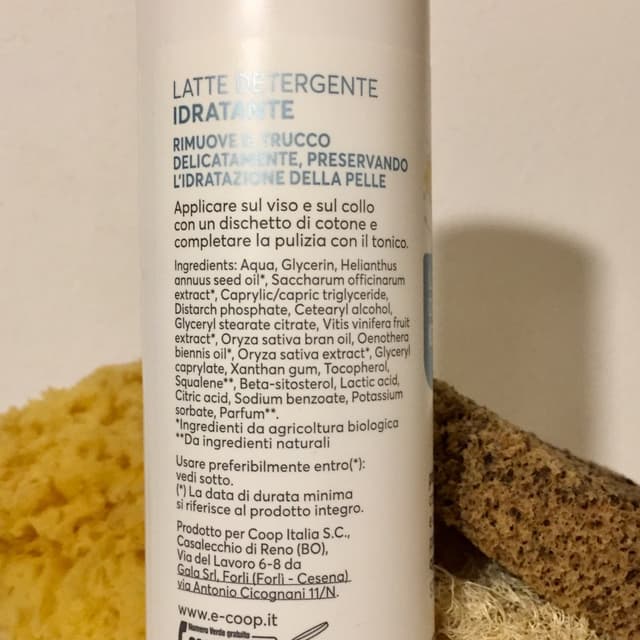 LATTE DETERGENTE
IDRATANTE
RIMUOVE IL TRUCCO
DELICATAMENTE, PRESERVANDO
L'IDRATAZIONE DELLA PELLE
Applicare sul viso e sul collo
con un dischetto di cotone e
completare la pulizia con il tonico.
Ingredients: Aqua, Glycerin, Helianthus
annuus seed oil*, Saccharum officinarum
extract*, Caprylic/capric triglyceride,
Distarch phosphate, Cetearyl alcohol,
Glyceryl stearate citrate, Vitis vinifera fruit
extract*, Oryza sativa bran oil, Oenothera
biennis oil*, Oryza sativa extract*, Glyceryl
caprylate, Xanthan gum, Tocopherol,
Squalene**, Beta-sitosterol, Lactic acid,
Citric acid, Sodium benzoate, Potassium
sorbate, Parfum**.
*Ingredienti da agricoltura biologica
**Da ingredienti naturali
Usare preferibilmente entro(*):
vedi sotto.
(*) La data di durata minima
si riferisce al prodotto integro.
Prodotto per Coop Italia S.C.,
Casalecchio di Reno (BO),
Via del Lavoro 6-8 da
Gala Srl, Forlì (Forlì - Cesena)
via Antonio Cicognani 11/N.
www.e-coop.it
Numero Verde gratuito